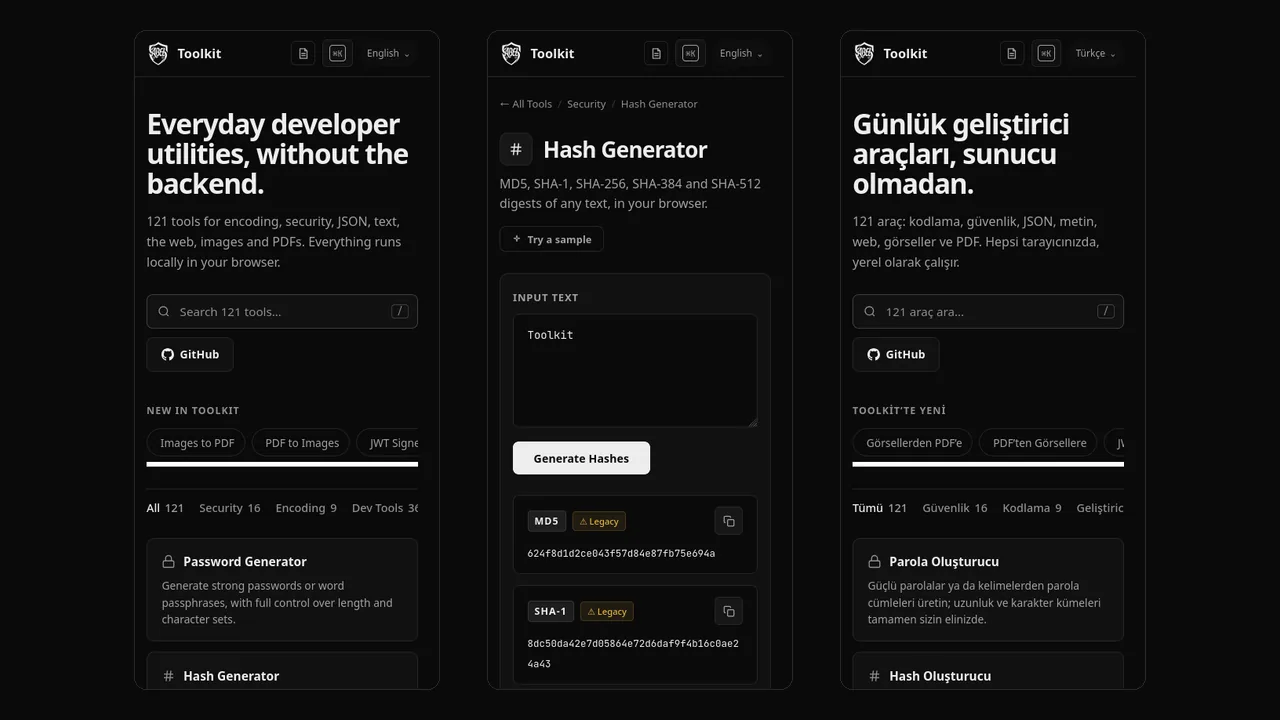 Toolkit
⌘K
English
Everyday developer
utilities, without the
backend.
121 tools for encoding, security, JSON, text,
the web, images and PDFs. Everything runs
locally in your browser.
Search 121 tools...
/
GitHub
NEW IN TOOLKIT
Images to PDF
PDF to Images
JWT Signe
All 121
Security 16
Encoding 9
Dev Tools 36
Password Generator
Generate strong passwords or word
passphrases, with full control over length and
character sets.
# Hash Generator
Toolkit
⌘K
English
← All Tools / Security / Hash Generator
# Hash Generator
MD5, SHA-1, SHA-256, SHA-384 and SHA-512
digests of any text, in your browser.
Try a sample
INPUT TEXT
Toolkit
Generate Hashes
MD5
⚠ Legacy
624f8d1d2ce043f57d84e87fb75e694a
SHA-1
⚠ Legacy
8dc50da42e7d05864e72d6daf9f4b16c0ae2
4a43
Toolkit
⌘K
Türkçe
Günlük geliştirici
araçları, sunucu
olmadan.
121 araç: kodlama, güvenlik, JSON, metin,
web, görseller ve PDF. Hepsi tarayıcınızda,
yerel olarak çalışır.
121 araç ara...
/
GitHub
TOOLKİT'TE YENİ
Görsellerden PDF'e
PDF'ten Görsellere
Tümü 121
Güvenlik 16
Kodlama 9
Geliştiric
Parola Oluşturucu
Güçlü parolalar ya da kelimelerden parola
cümleleri üretin; uzunluk ve karakter kümeleri
tamamen sizin elinizde.
# Hash Oluşturucu